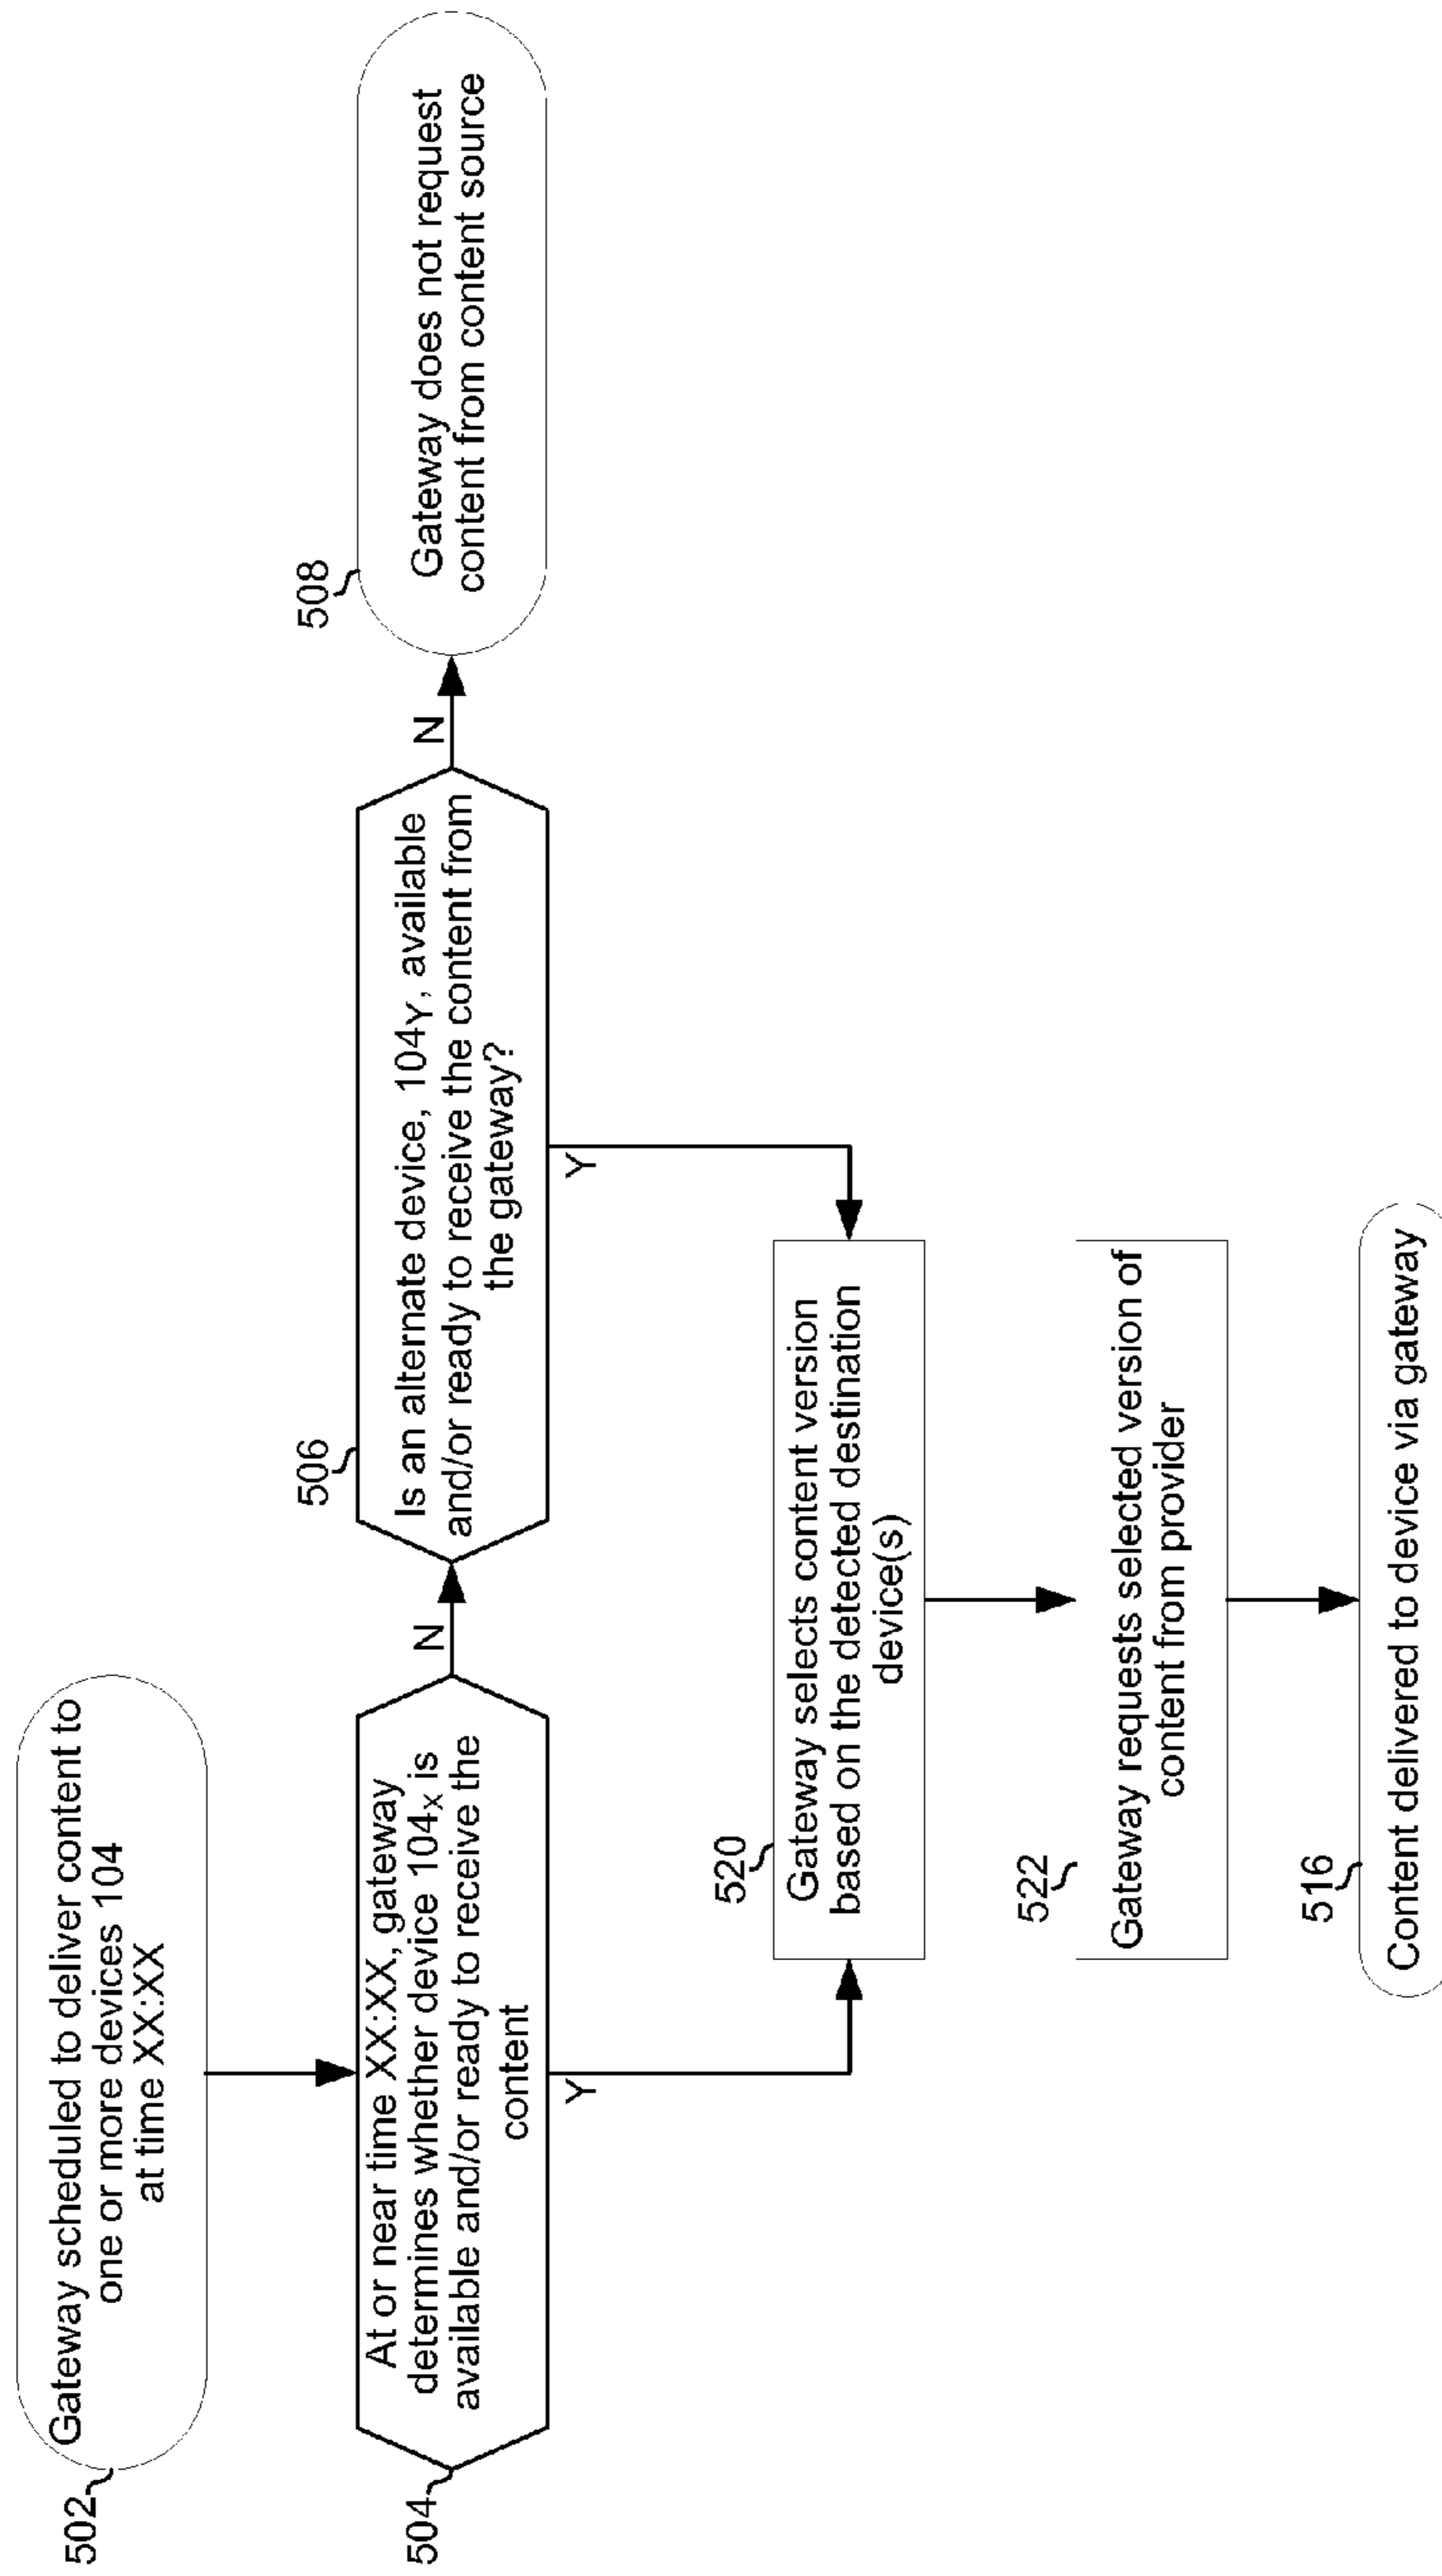 502
Gateway scheduled to deliver content to
one or more devices 104
at time XX:XX
504
At or near time XX:XX, gateway
determines whether device 104X is
available and/or ready to receive the
content
N
Y
506
Is an alternate device, 104Y, available
and/or ready to receive the content from
the gateway?
N
Y
508
Gateway does not request
content from content source
520
Gateway selects content version
based on the detected destination
device(s)
522
Gateway requests selected version of
content from provider
516
Content delivered to device via gateway